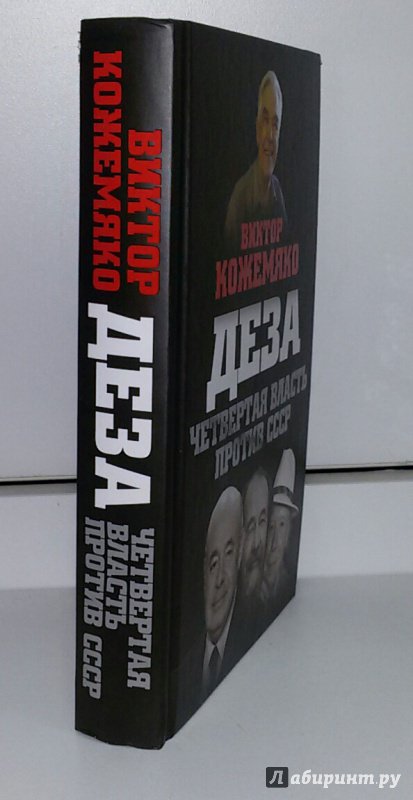 ВИКТОР
КОЖЕМЯКО
ДЕЗА
ЧЕТВЕРТАЯ
ВЛАСТЬ
ПРОТИВ СССР
ВИКТОР
КОЖЕМЯКО
ДЕЗА
ЧЕТВЕРТАЯ ВЛАСТЬ
ПРОТИВ СССР
Лабиринт.ру